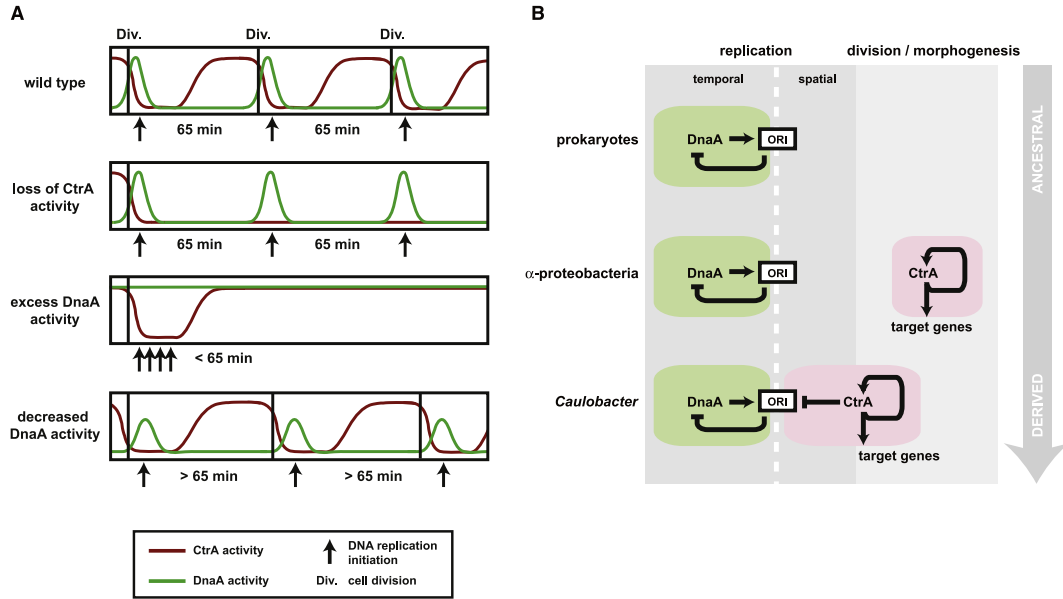 A
Div.
Div.
Div.
wild type
65 min
65 min
loss of CtrA
activity
65 min
65 min
excess DnaA
activity
< 65 min
decreased
DnaA activity
> 65 min
> 65 min
CtrA activity
DnaA activity
DNA replication
initiation
Div. cell division
B
replication
division / morphogenesis
temporal
spatial
prokaryotes
DnaA
ORI
α-proteobacteria
DnaA
ORI
CtrA
target genes
Caulobacter
DnaA
ORI
CtrA
target genes
ANCESTRAL
DERIVED